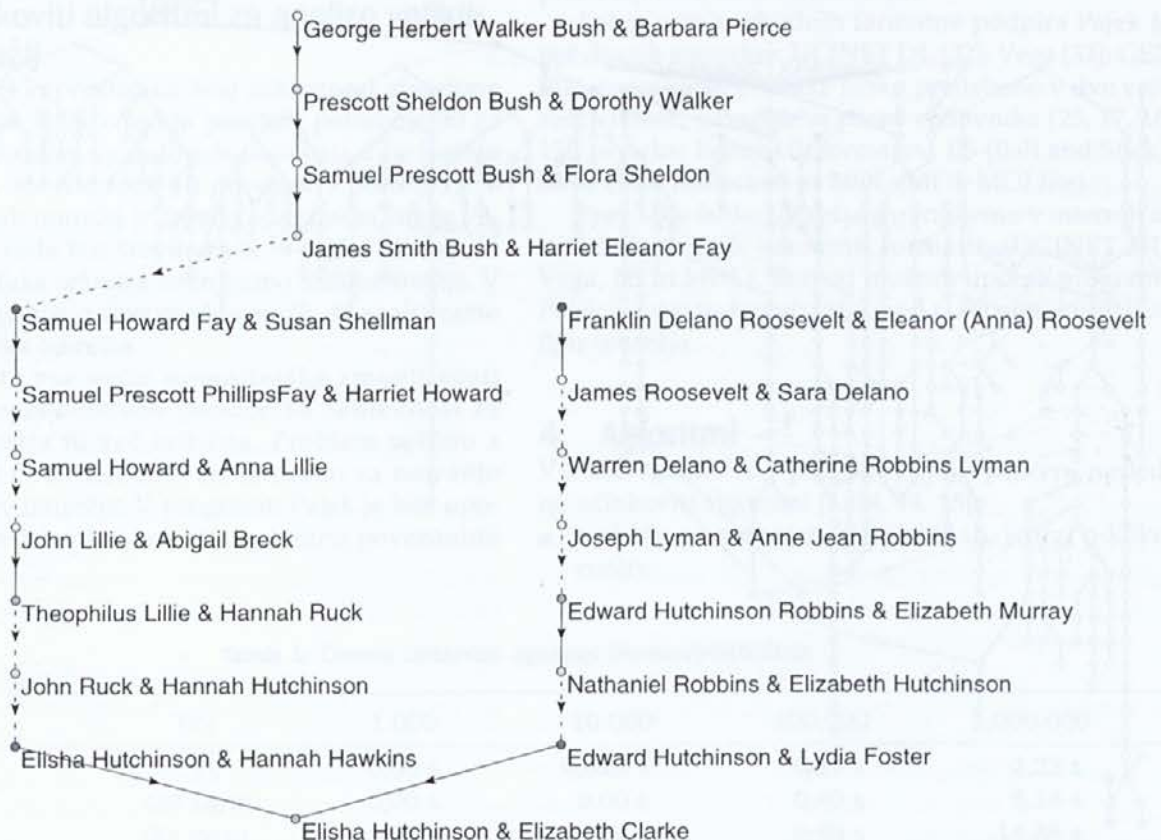 George Herbert Walker Bush & Barbara Pierce
Prescott Sheldon Bush & Dorothy Walker
Samuel Prescott Bush & Flora Sheldon
James Smith Bush & Harriet Eleanor Fay
Samuel Howard Fay & Susan Shellman
Samuel Prescott PhillipsFay & Harriet Howard
Samuel Howard & Anna Lillie
John Lillie & Abigail Breck
Theophilus Lillie & Hannah Ruck
John Ruck & Hannah Hutchinson
Elisha Hutchinson & Hannah Hawkins
Franklin Delano Roosevelt & Eleanor (Anna) Roosevelt
James Roosevelt & Sara Delano
Warren Delano & Catherine Robbins Lyman
Joseph Lyman & Anne Jean Robbins
Edward Hutchinson Robbins & Elizabeth Murray
Nathaniel Robbins & Elizabeth Hutchinson
Edward Hutchinson & Lydia Foster
Elisha Hutchinson & Elizabeth Clarke